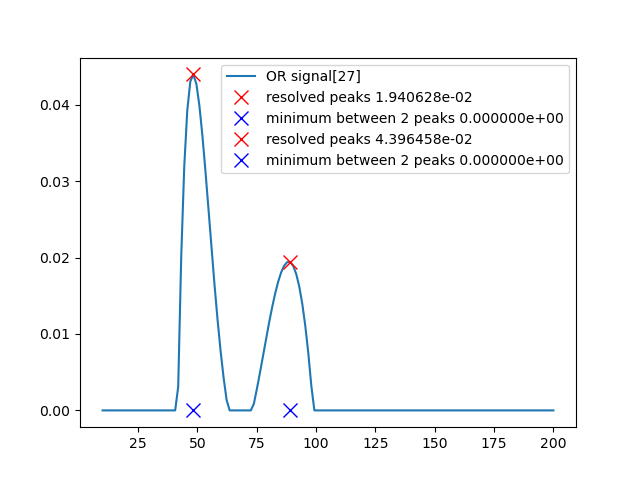 OR signal[27]
resolved peaks 1.940628e-02
minimum between 2 peaks 0.000000e+00
resolved peaks 4.396458e-02
minimum between 2 peaks 0.000000e+00
0.04
0.03
0.02
0.01
0.00
25 50 75 100 125 150 175 200